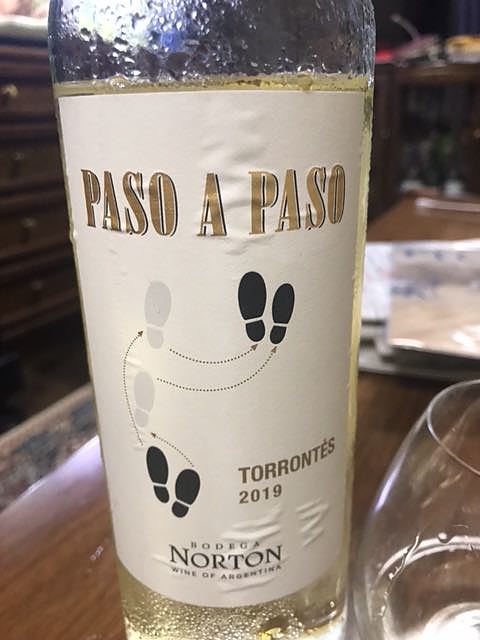 PASO A PASO
TORRONTÉS
2019
BODEGA
NORTON
WINE OF ARGENTINA